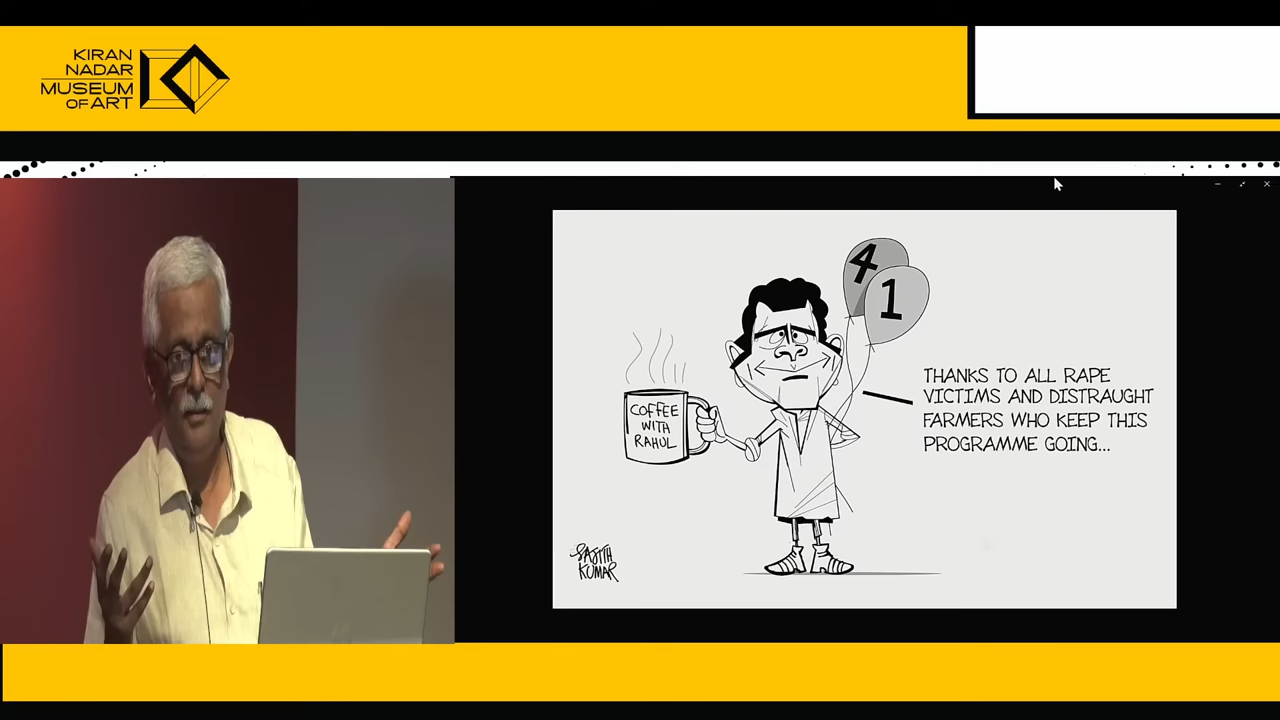 KIRAN
NADAR
MUSEUM
OF ART
4
1
THANKS TO ALL RAPE
VICTIMS AND DISTRAUGHT
FARMERS WHO KEEP THIS
PROGRAMME GOING...
COFFEE
WITH
RAHUL
SAJITH
KUMAR